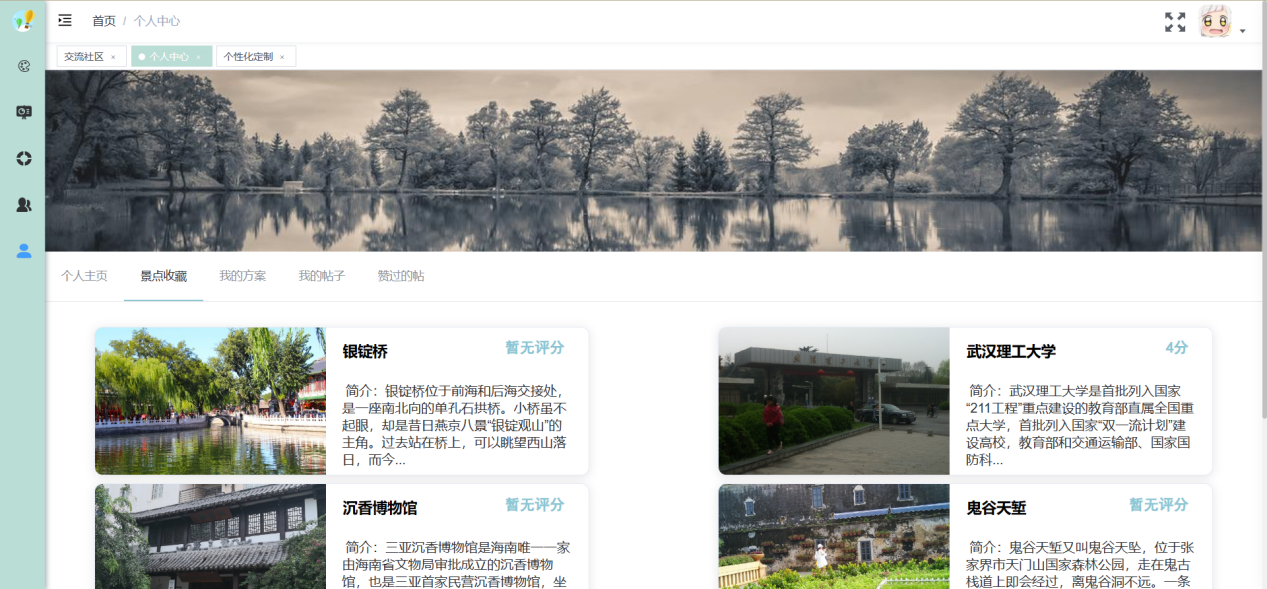 首页 / 个人中心
交流社区 × 个人中心 × 个性化定制 ×
个人主页 景点收藏 我的方案 我的帖子 赞过的帖
银锭桥 暂无评分
简介：银锭桥位于前海和后海交接处，
是一座南北向的单孔石拱桥。小桥虽不
起眼，却是昔日燕京八景“银锭观山”的
主角。过去站在桥上，可以眺望西山落
日，而今...
武汉理工大学 4分
简介：武汉理工大学是首批列入国家
“211工程”重点建设的教育部直属全国重
点大学，首批列入国家“双一流计划”建
设高校，教育部和交通运输部、国家国
防科...
沉香博物馆 暂无评分
简介：三亚沉香博物馆是海南唯一一家
由海南省文物局审批成立的沉香博物
馆，也是三亚首家民营沉香博物馆，坐
鬼谷天堑 暂无评分
简介：鬼谷天堑又叫鬼谷天坠，位于张
家界市天门山国家森林公园，走在鬼谷
栈道上即会经过，离鬼谷洞不远。一条